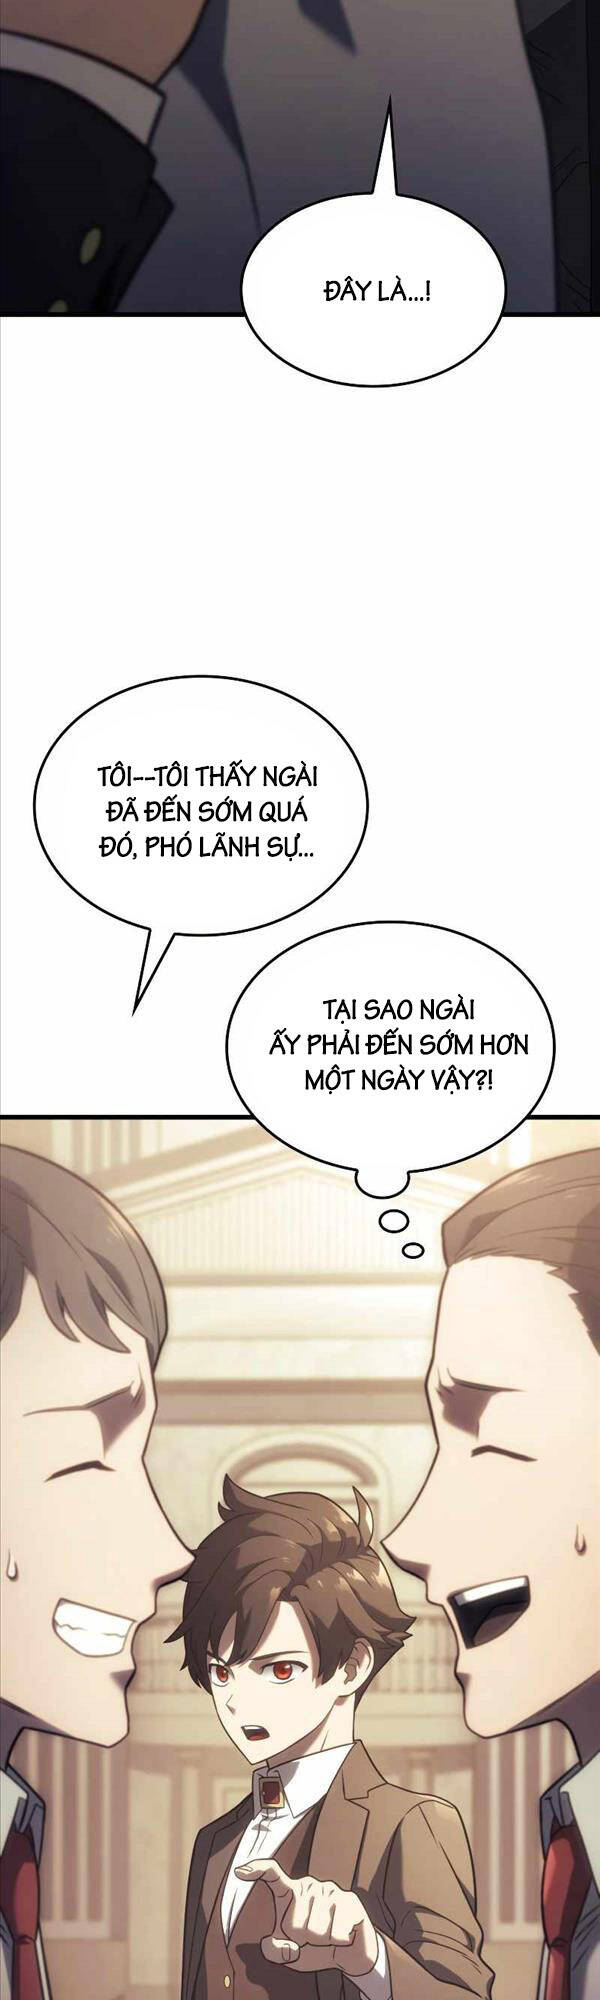 ĐÂY LÀ...!
TÔI--TÔI THẤY NGÀI
ĐÃ ĐẾN SỚM QUÁ
ĐÓ, PHÓ LÃNH SỰ...
TẠI SAO NGÀI
ẤY PHẢI ĐẾN SỚM HƠN
MỘT NGÀY VẬY?!